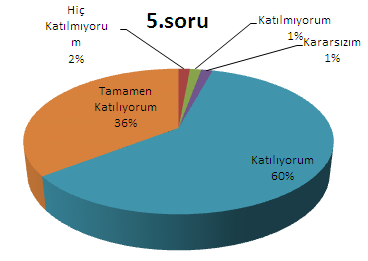 5.soru
Hiç
Katılmıyoru
m
2%
Katılmıyorum
1%
Kararsızım
1%
Tamamen
Katılıyorum
36%
Katılıyorum
60%